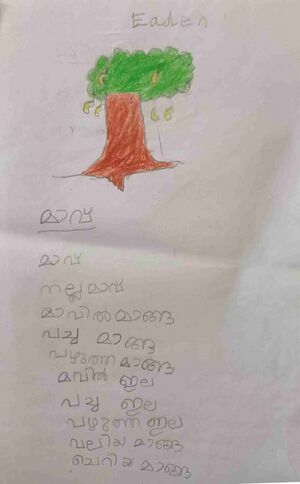 Eaden
മാവ്
മാവ്
നല്ല മാവ്
മാവിൽ മാങ്ങ
പച്ച മാങ്ങ
പഴുത്ത മാങ്ങ
മവിൽ ഇല
പച്ച ഇല
പഴുത്ത ഇല
വലിയ മാങ്ങ
ചെറിയ മാങ്ങ